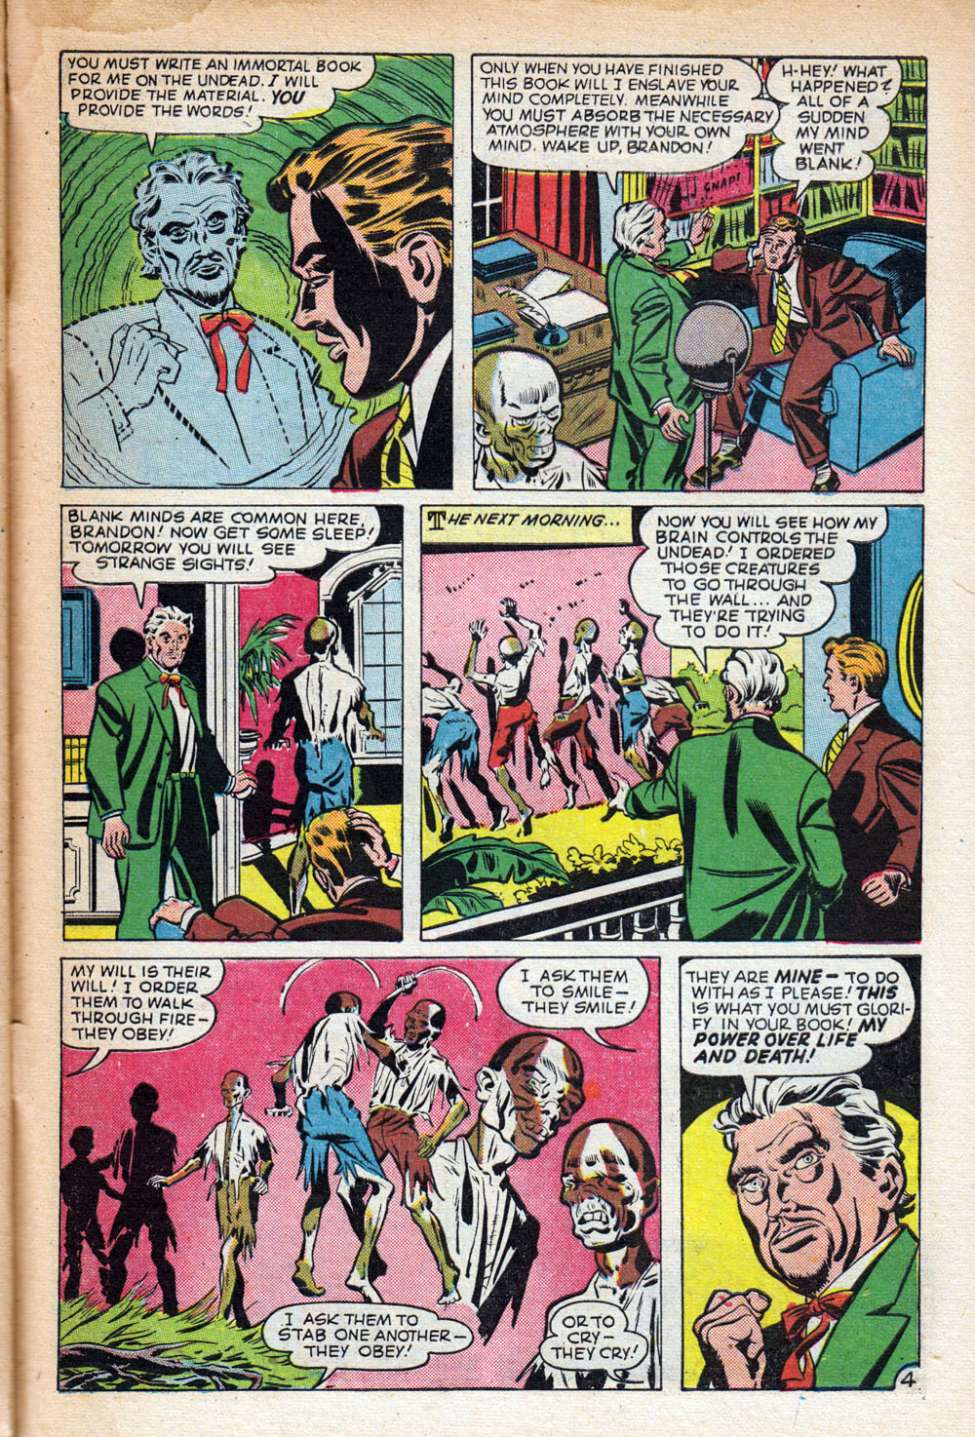 YOU MUST WRITE AN IMMORTAL BOOK
FOR ME ON THE UNDEAD. I WILL
PROVIDE THE MATERIAL. YOU
PROVIDE THE WORDS!
ONLY WHEN YOU HAVE FINISHED
THIS BOOK WILL I ENSLAVE YOUR
MIND COMPLETELY. MEANWHILE
YOU MUST ABSORB THE NECESSARY
ATMOSPHERE WITH YOUR OWN
MIND. WAKE UP, BRANDON!
SNAP!
H-HEY! WHAT
HAPPENED?
ALL OF A
SUDDEN
MY MIND
WENT
BLANK!
BLANK MINDS ARE COMMON HERE,
BRANDON! NOW GET SOME SLEEP!
TOMORROW YOU WILL SEE
STRANGE SIGHTS!
THE NEXT MORNING...
NOW YOU WILL SEE HOW MY
BRAIN CONTROLS THE
UNDEAD! I ORDERED
THOSE CREATURES
TO GO THROUGH
THE WALL... AND
THEY'RE TRYING
TO DO IT!
MY WILL IS THEIR
WILL! I ORDER
THEM TO WALK
THROUGH FIRE—
THEY OBEY!
I ASK THEM
TO SMILE—
THEY SMILE!
I ASK THEM TO
STAB ONE ANOTHER—
THEY OBEY!
OR TO
CRY—
THEY CRY!
THEY ARE MINE— TO DO
WITH AS I PLEASE! THIS
IS WHAT YOU MUST GLORI-
FY IN YOUR BOOK! MY
POWER OVER LIFE
AND DEATH!
4